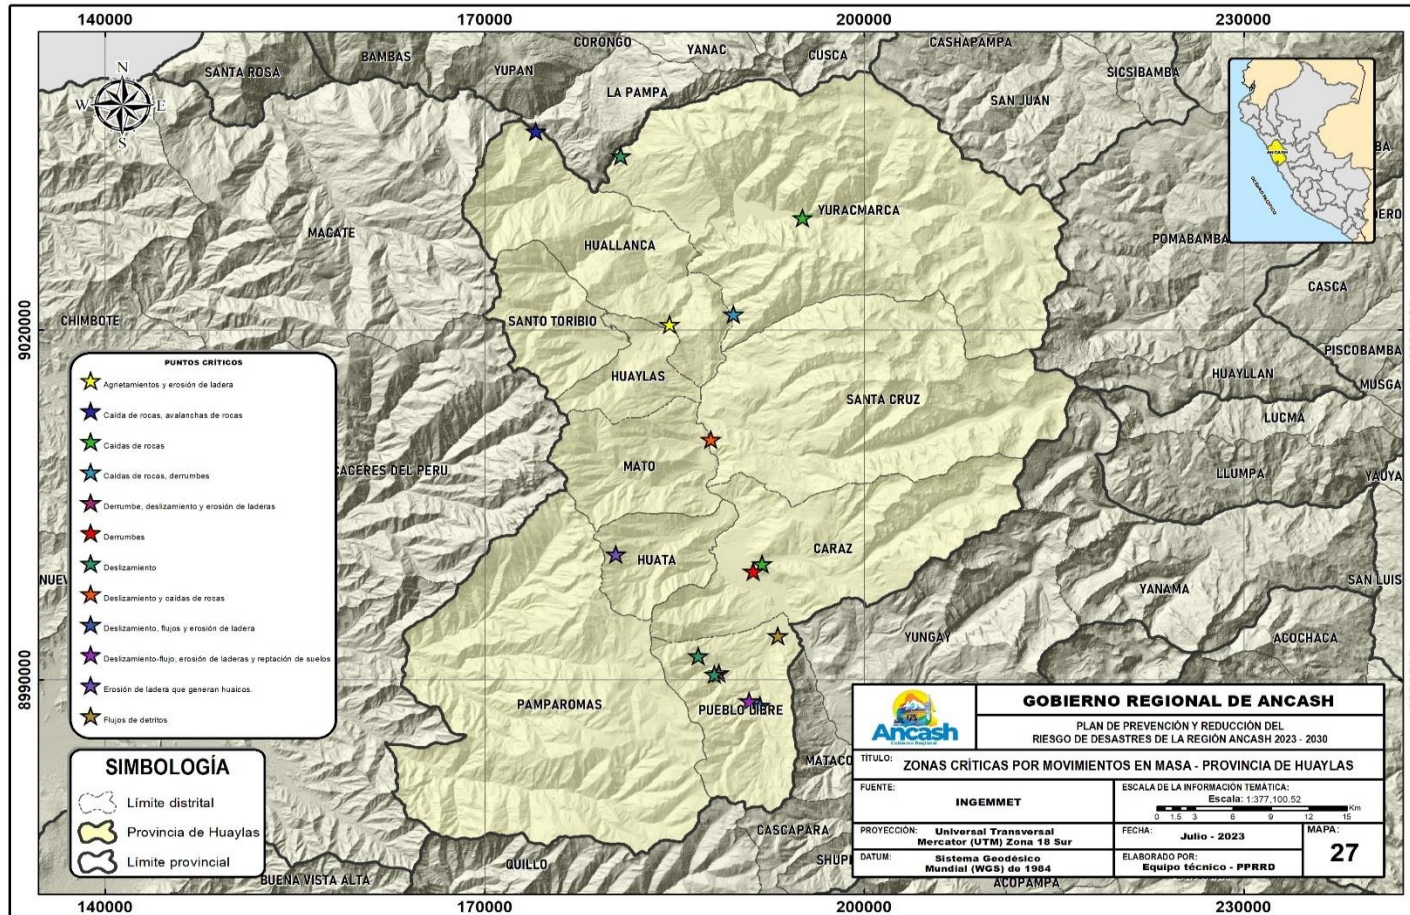 140000
170000
200000
230000
9020000
8990000
N
W
E
S
SANTA ROSA
BAMBAS
YUPAN
CORONGO
YANAC
CUSCA
CASHAPAMPA
SICSIBAMBA
LA PAMPA
SAN JUAN
MACATE
HUALLANCA
YURACMARCA
POMABAMBA
CASCA
CHIMBOTE
SANTO TORIBIO
PISCOBAMBA
HUAYLAS
HUAYLLAN
MUSGA
SANTA CRUZ
LUCMA
MATO
CACERES DEL PERU
LLUMPA
YAUYA
HUATA
CARAZ
YANAMA
SAN LUIS
YUNGAY
ACOCHACA
PAMPAROMAS
PUEBLO LIBRE
MATACO
CASCAPARA
QUILLO
SHUP
BUENA VISTA ALTA
ACOPAMPA
ANCASH
OCEANO PACIFICO
PUNTOS CRÍTICOS
Agrietamientos y erosión de ladera
Caída de rocas, avalanchas de rocas
Caídas de rocas
Caídas de rocas, derrumbes
Derrumbe, deslizamiento y erosión de laderas
Derrumbes
Deslizamiento
Deslizamiento y caídas de rocas
Deslizamiento, flujos y erosión de ladera
Deslizamiento-flujo, erosión de laderas y reptación de suelos
Erosión de ladera que generan huaicos.
Flujos de detritos
SIMBOLOGÍA
Límite distrital
Provincia de Huaylas
Límite provincial
Ancash
Gobierno Regional
GOBIERNO REGIONAL DE ANCASH
PLAN DE PREVENCIÓN Y REDUCCIÓN DEL
RIESGO DE DESASTRES DE LA REGIÓN ANCASH 2023 - 2030
TÍTULO: ZONAS CRÍTICAS POR MOVIMIENTOS EN MASA - PROVINCIA DE HUAYLAS
FUENTE:
INGEMMET
ESCALA DE LA INFORMACIÓN TEMÁTICA:
Escala: 1:377,100.52
0 1.5 3 6 9 12 15 Km
PROYECCIÓN: Universal Transversal
Mercator (UTM) Zona 18 Sur
FECHA: Julio - 2023
MAPA:
27
DATUM: Sistema Geodésico
Mundial (WGS) de 1984
ELABORADO POR:
Equipo técnico - PPRRD
140000
170000
200000
230000